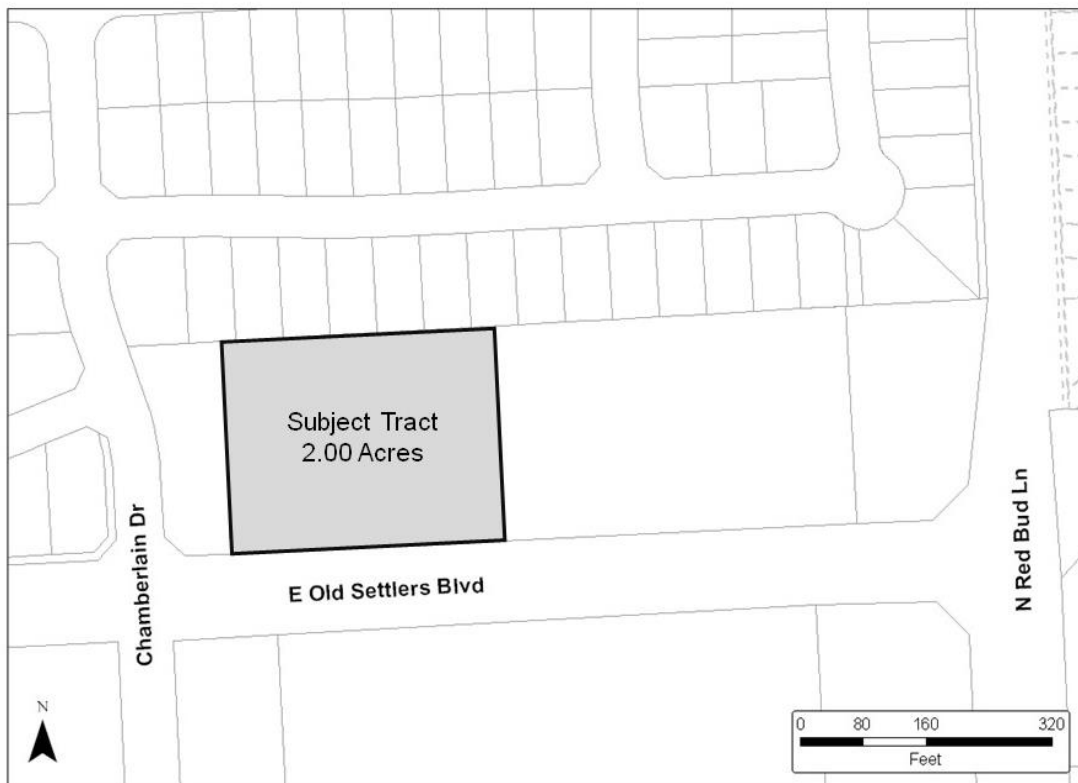 Subject Tract
2.00 Acres
Chamberlain Dr
E Old Settlers Blvd
N Red Bud Ln
N
0 80 160 320
Feet